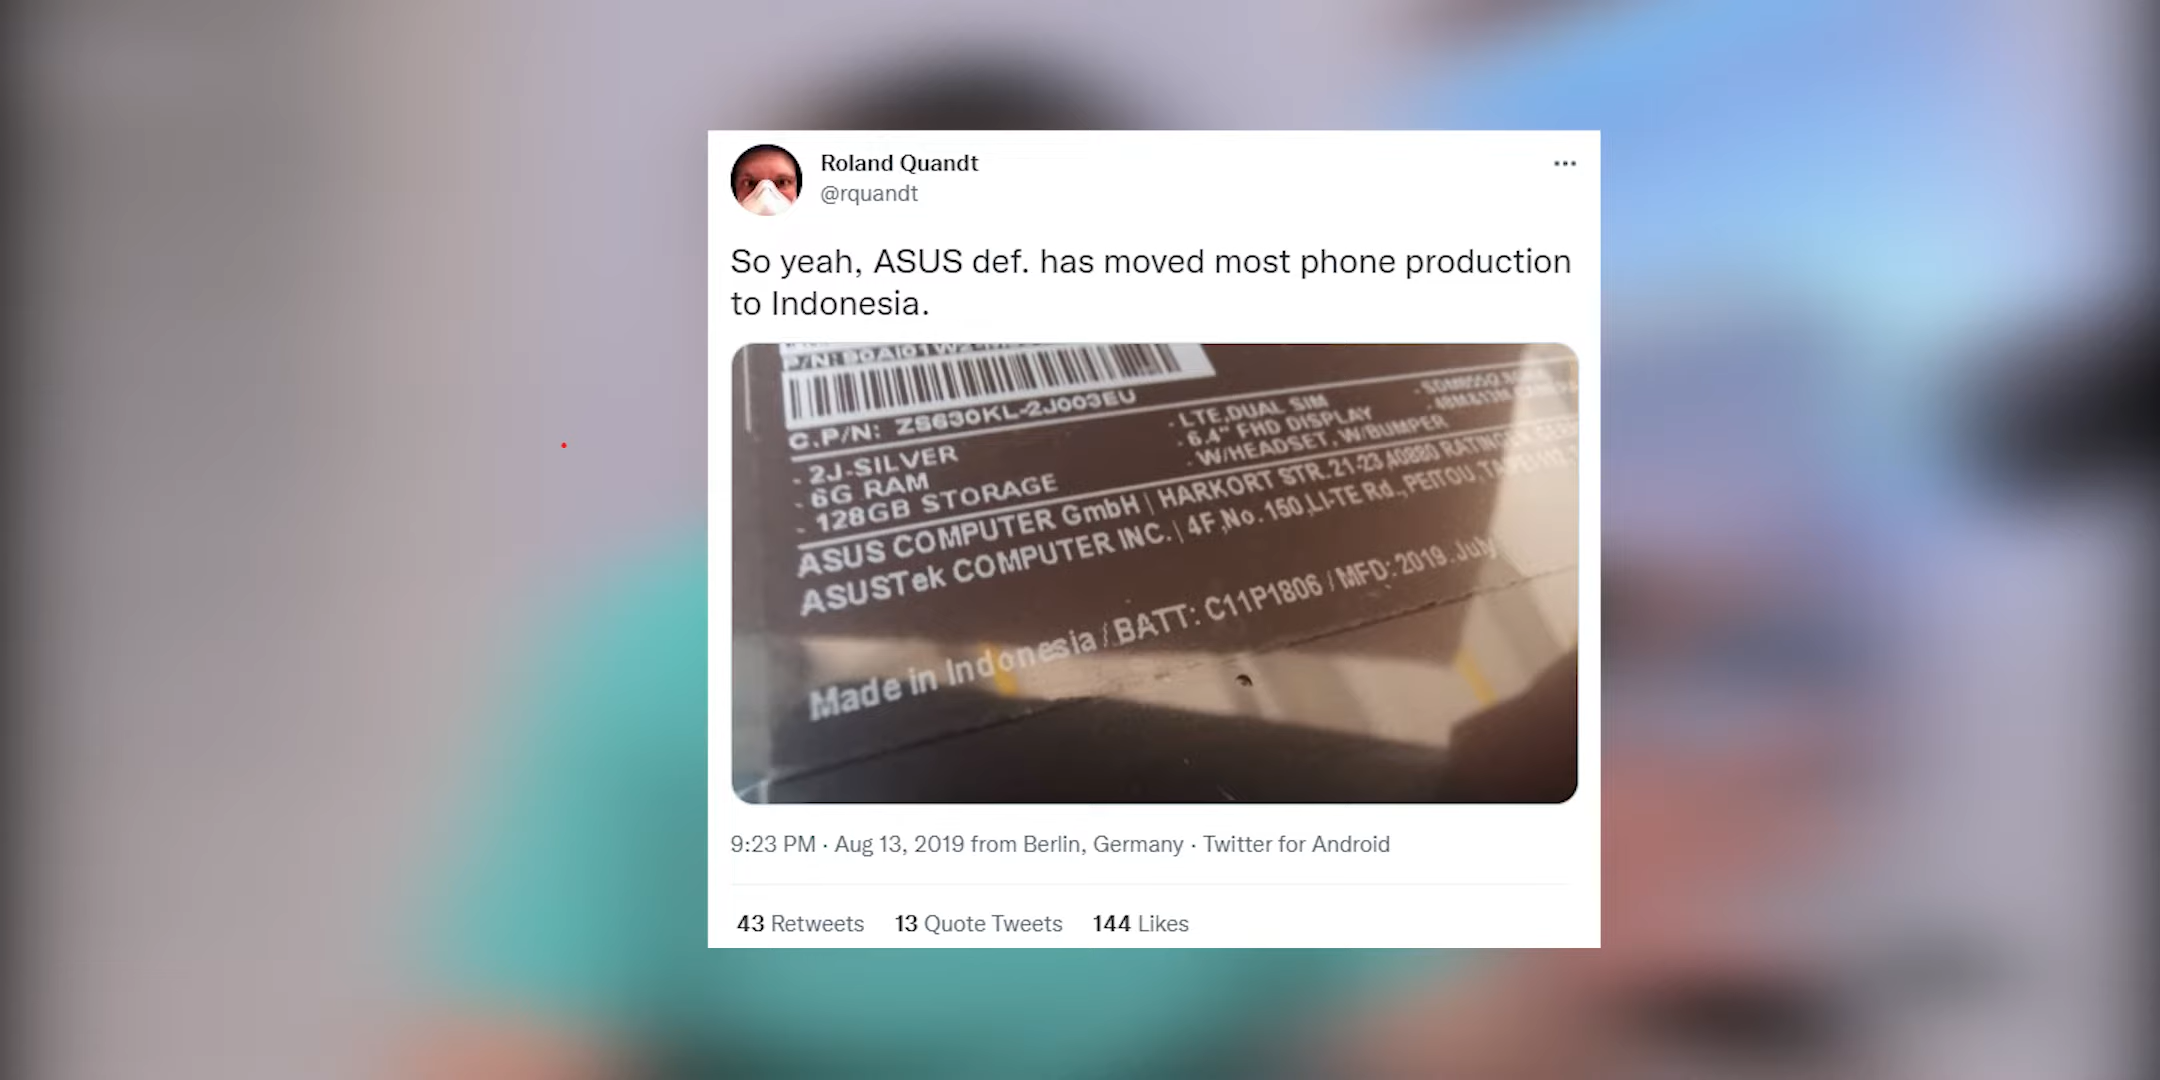 Roland Quandt
@rquandt
So yeah, ASUS def. has moved most phone production
to Indonesia.
C.P/N: ZS630KL-2J003EU
- 2J-SILVER
- 6G RAM
- 128GB STORAGE
- LTE,DUAL SIM
- 6.4" FHD DISPLAY
- W/HEADSET, W/BUMPER
ASUS COMPUTER GmbH | HARKORT STR.21-23,40880 RATINGEN
ASUSTek COMPUTER INC. | 4F,No.150,LI-TE Rd.,PEITOU,
Made in Indonesia / BATT: C11P1806 / MFD: 2019.July
9:23 PM · Aug 13, 2019 from Berlin, Germany · Twitter for Android
43 Retweets 13 Quote Tweets 144 Likes